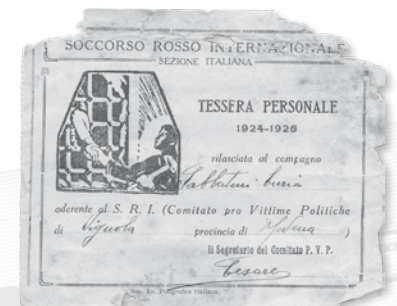 SOCCORSO ROSSO INTERNAZIONALE
SEZIONE ITALIANA
TESSERA PERSONALE
1924-1925
rilasciata al compagno
aderente al S. R. I. (Comitato pro Vittime Politiche
di Vignola provincia di Modena )
Il Segretario del Comitato P. V. P.
Cesare